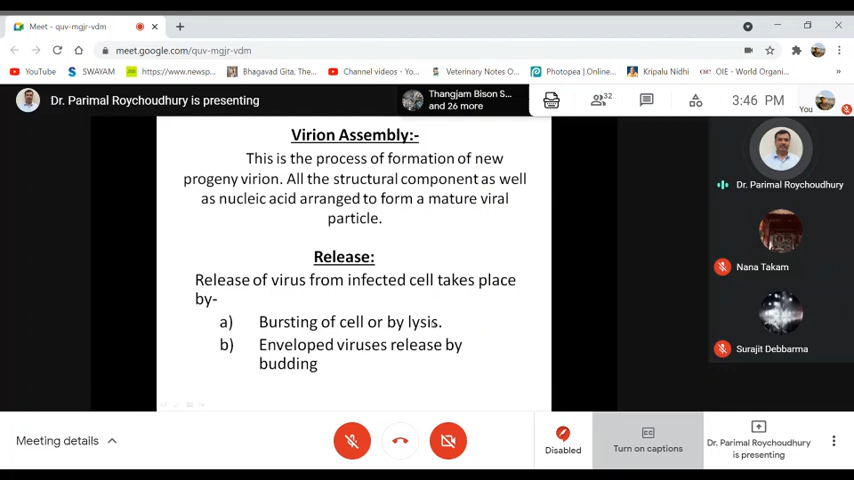 Meet - quv-mgjr-vdm
meet.google.com/quv-mgjr-vdm
YouTube
SWAYAM
https://www.newsp...
Bhagavad Gita, The...
Channel videos - Yo...
Veterinary Notes O...
Photopea | Online...
Kripalu Nidhi
OIE - World Organi...
Dr. Parimal Roychoudhury is presenting
Thangjam Bison S...
and 26 more
32
3:46 PM
You
Virion Assembly:-
This is the process of formation of new
progeny virion. All the structural component as well
as nucleic acid arranged to form a mature viral
particle.
Release:
Release of virus from infected cell takes place
by-
a) Bursting of cell or by lysis.
b) Enveloped viruses release by
budding
Dr. Parimal Roychoudhury
Nana Takam
Surajit Debbarma
Meeting details
Disabled
CC
Turn on captions
Dr. Parimal Roychoudhury
is presenting